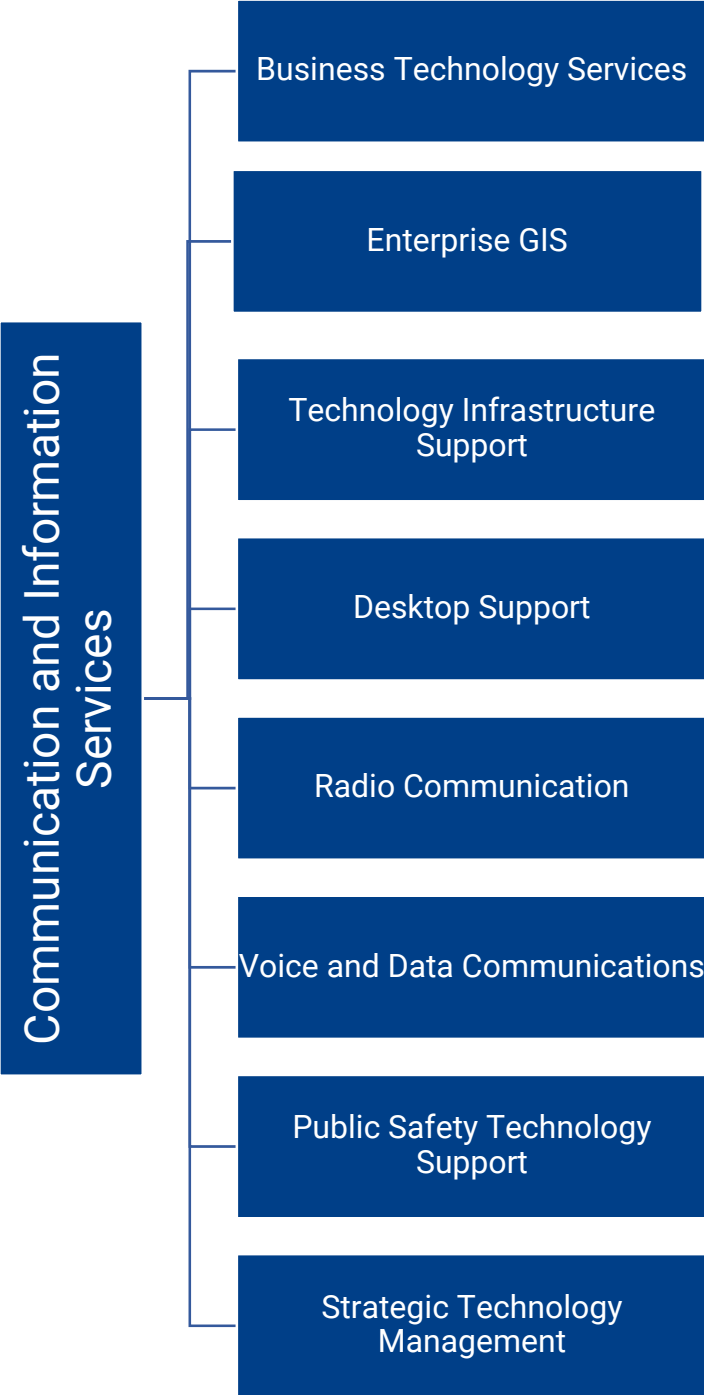 Communication and Information
Services
Business Technology Services
Enterprise GIS
Technology Infrastructure
Support
Desktop Support
Radio Communication
Voice and Data Communications
Public Safety Technology
Support
Strategic Technology
Management